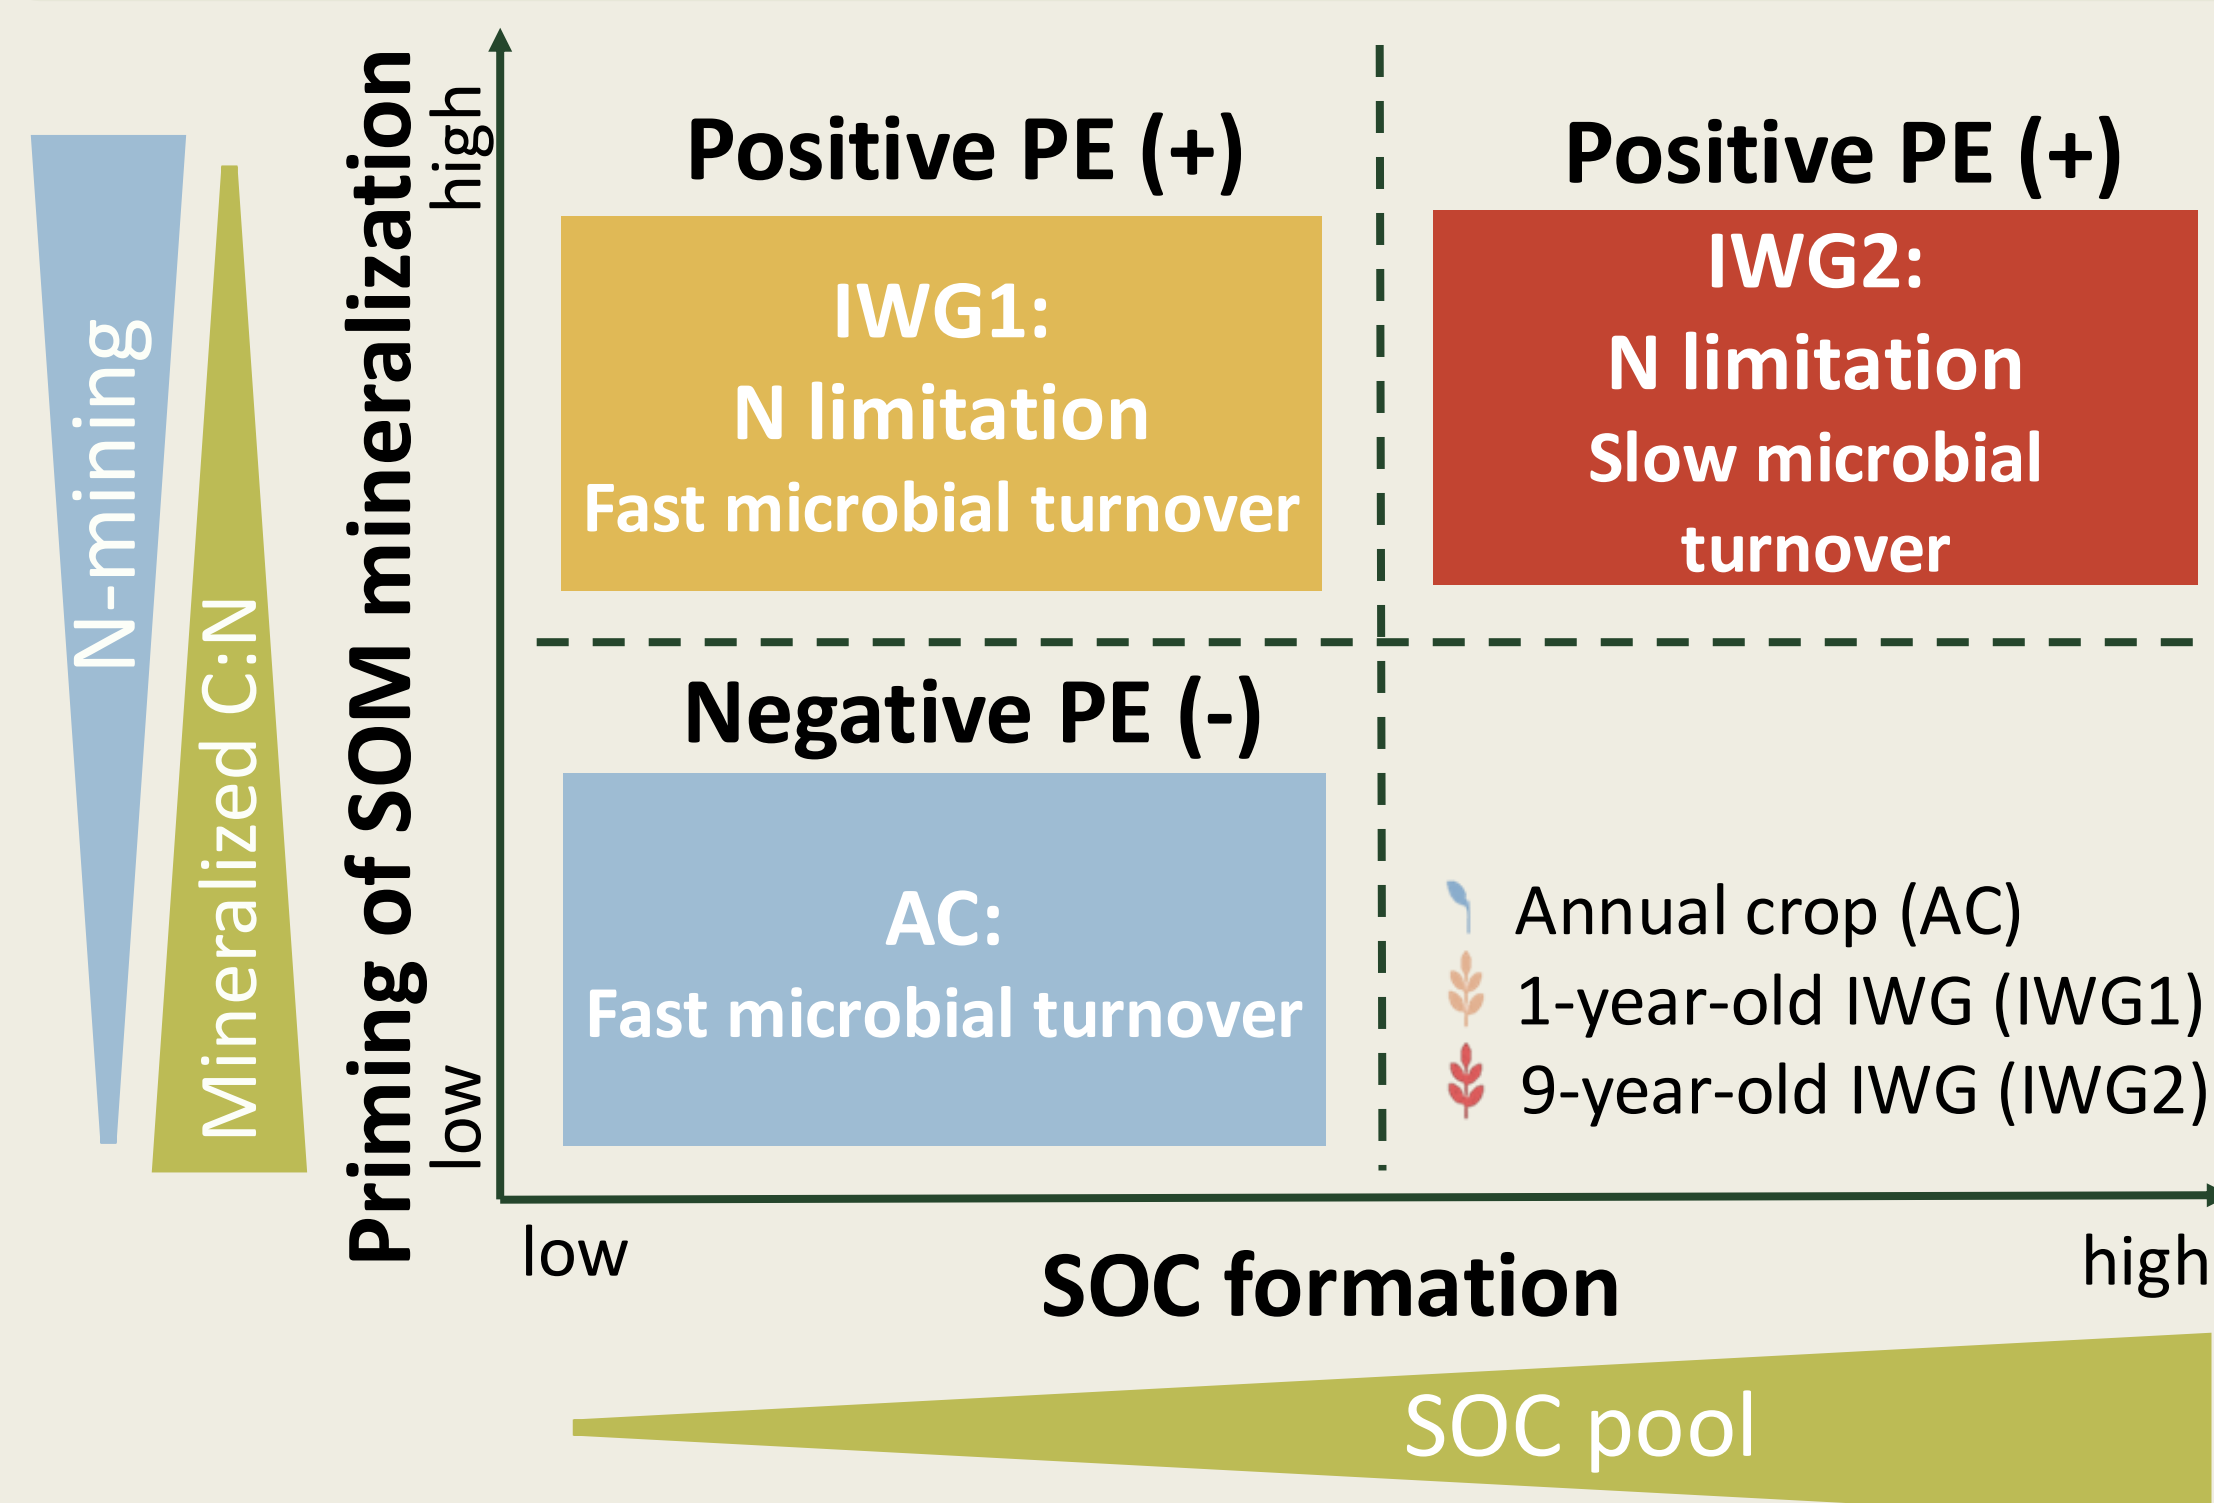 N-mining
Mineralized C:N
Priming of SOM mineralization
high
low
Positive PE (+)
IWG1:
N limitation
Fast microbial turnover
Positive PE (+)
IWG2:
N limitation
Slow microbial
turnover
Negative PE (-)
AC:
Fast microbial turnover
Annual crop (AC)
1-year-old IWG (IWG1)
9-year-old IWG (IWG2)
low
SOC formation
high
SOC pool